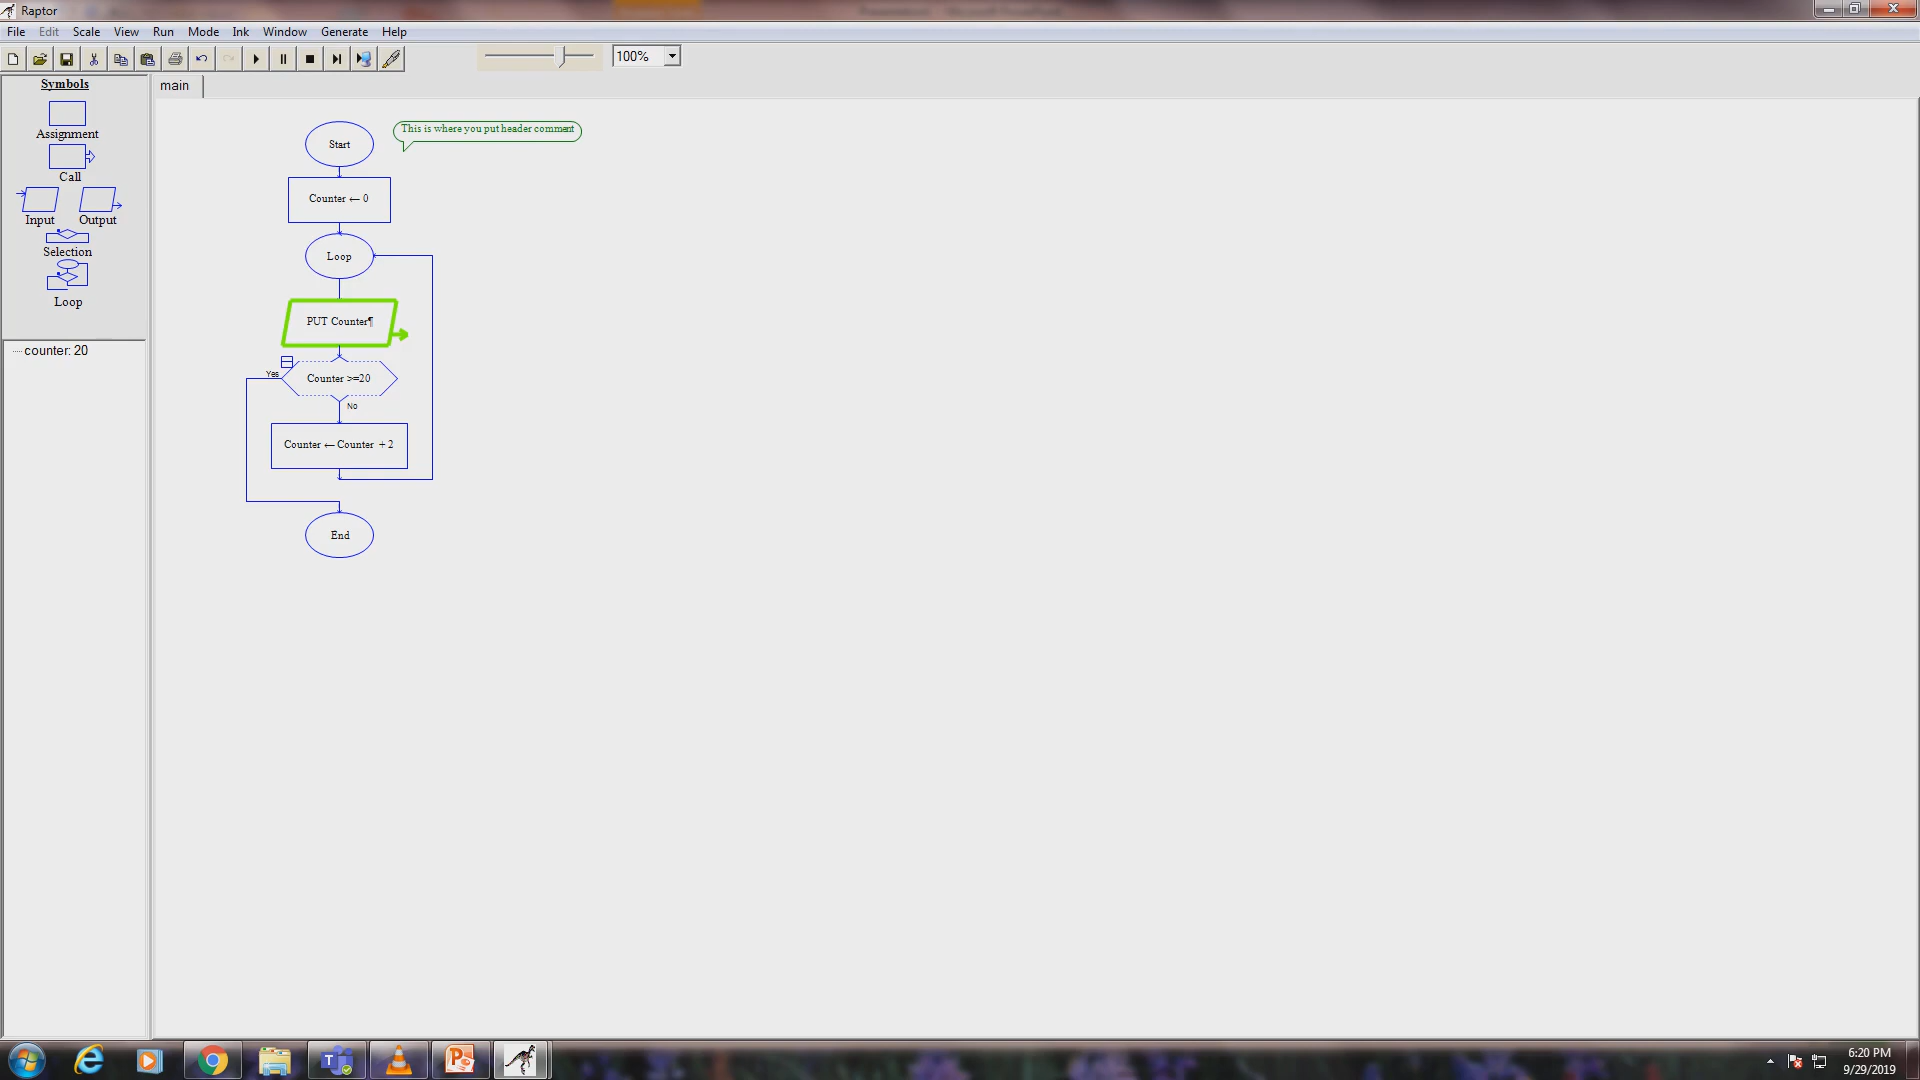 Raptor
File Edit Scale View Run Mode Ink Window Generate Help
100%
Symbols
Assignment
Call
Input Output
Selection
Loop
counter: 20
main
This is where you put header comment
Start
Counter ← 0
Loop
PUT Counter¶
Yes
Counter >=20
No
Counter ← Counter + 2
End
6:20 PM
9/29/2019